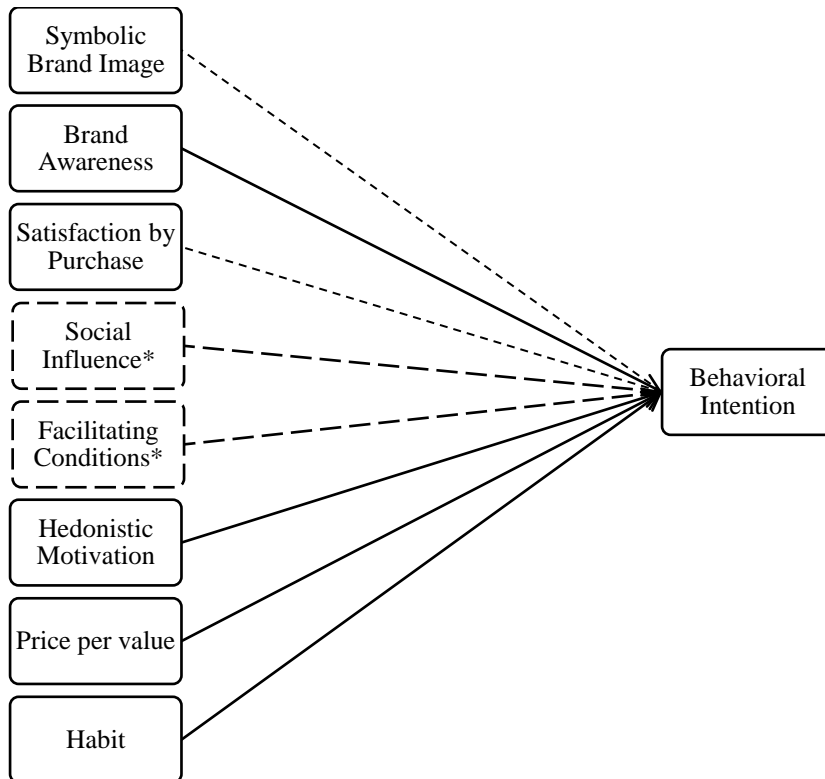 Symbolic
Brand Image
Brand
Awareness
Satisfaction by
Purchase
Social
Influence*
Facilitating
Conditions*
Hedonistic
Motivation
Price per value
Habit
Behavioral
Intention